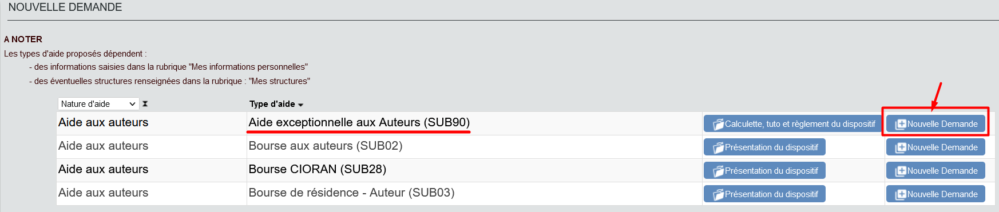 NOUVELLE DEMANDE
A NOTER
Les types d'aide proposés dépendent :
- des informations saisies dans la rubrique "Mes informations personnelles"
- des éventuelles structures renseignées dans la rubrique : "Mes structures"
Nature d'aide Type d'aide
Aide aux auteurs Aide exceptionnelle aux Auteurs (SUB90) Calculette, tuto et règlement du dispositif Nouvelle Demande
Aide aux auteurs Bourse aux auteurs (SUB02) Présentation du dispositif Nouvelle Demande
Aide aux auteurs Bourse CIORAN (SUB28) Présentation du dispositif Nouvelle Demande
Aide aux auteurs Bourse de résidence - Auteur (SUB03) Présentation du dispositif Nouvelle Demande